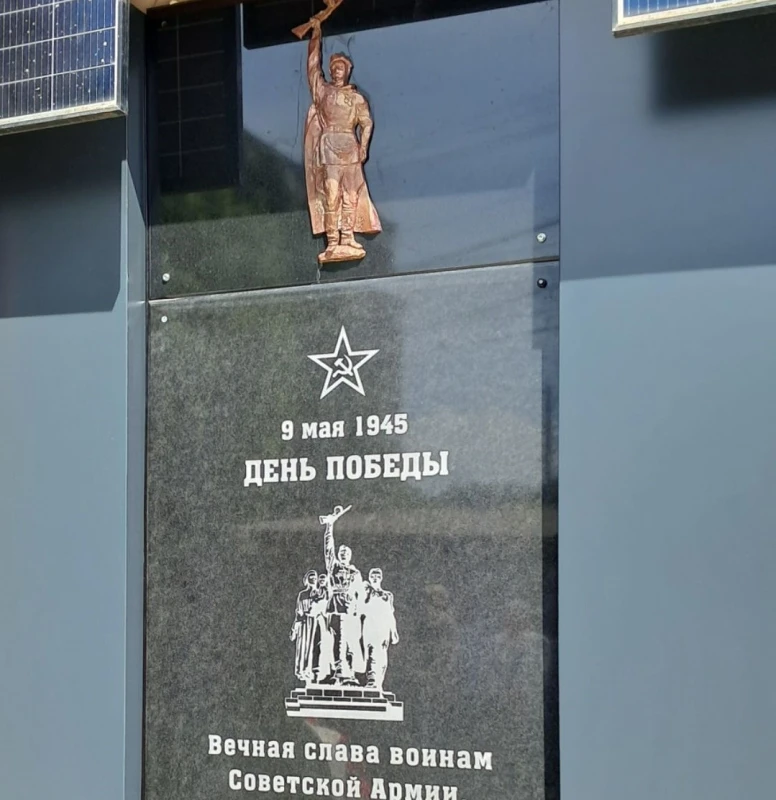 9 мая 1945
ДЕНЬ ПОБЕДЫ
Вечная слава воинам
Советской Армии